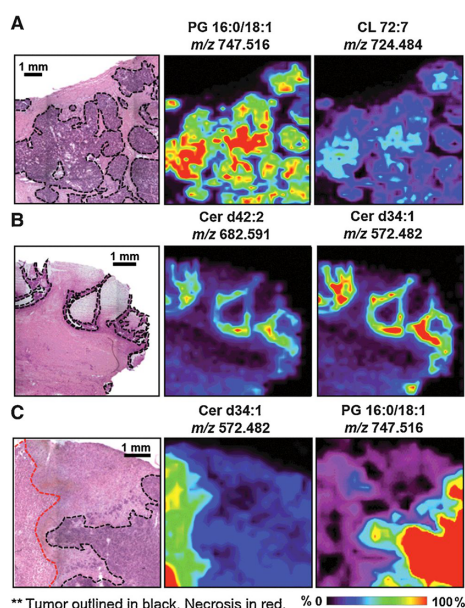 A
PG 16:0/18:1
m/z 747.516
CL 72:7
m/z 724.484
1 mm
B
Cer d42:2
m/z 682.591
Cer d34:1
m/z 572.482
1 mm
C
Cer d34:1
m/z 572.482
PG 16:0/18:1
m/z 747.516
1 mm
** Tumor outlined in black. Necrosis in red.
% 0 100 %